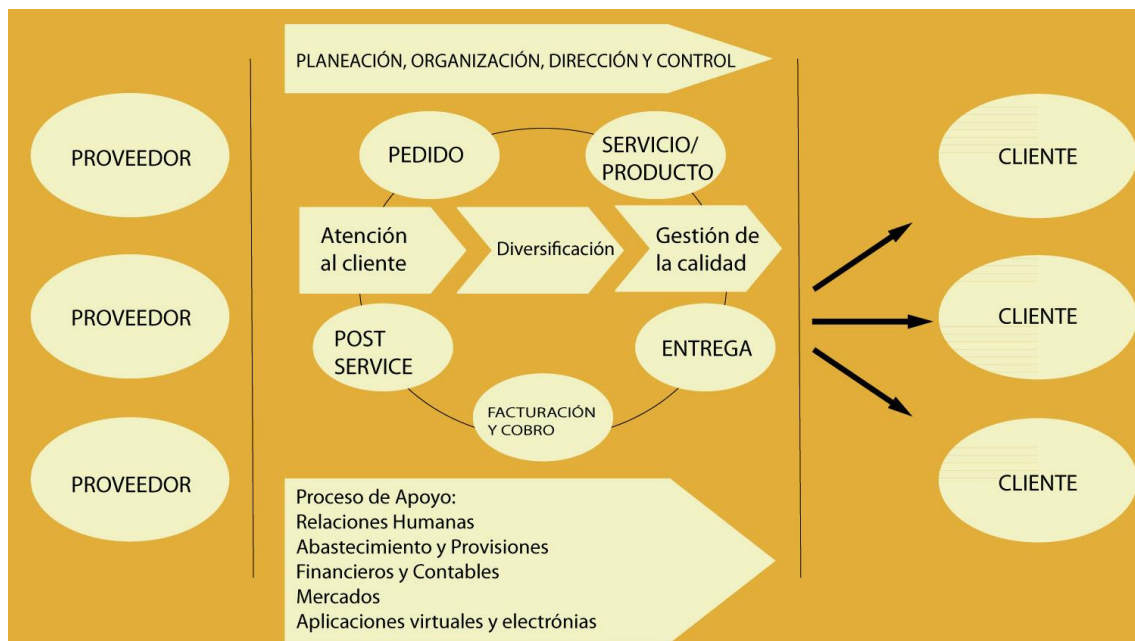 PLANEACIÓN, ORGANIZACIÓN, DIRECCIÓN Y CONTROL
PROVEEDOR
PROVEEDOR
PROVEEDOR
PEDIDO
SERVICIO/
PRODUCTO
Atención
al cliente
Diversificación
Gestión de
la calidad
POST
SERVICE
ENTREGA
FACTURACIÓN
Y COBRO
Proceso de Apoyo:
Relaciones Humanas
Abastecimiento y Provisiones
Financieros y Contables
Mercados
Aplicaciones virtuales y electrónias
CLIENTE
CLIENTE
CLIENTE